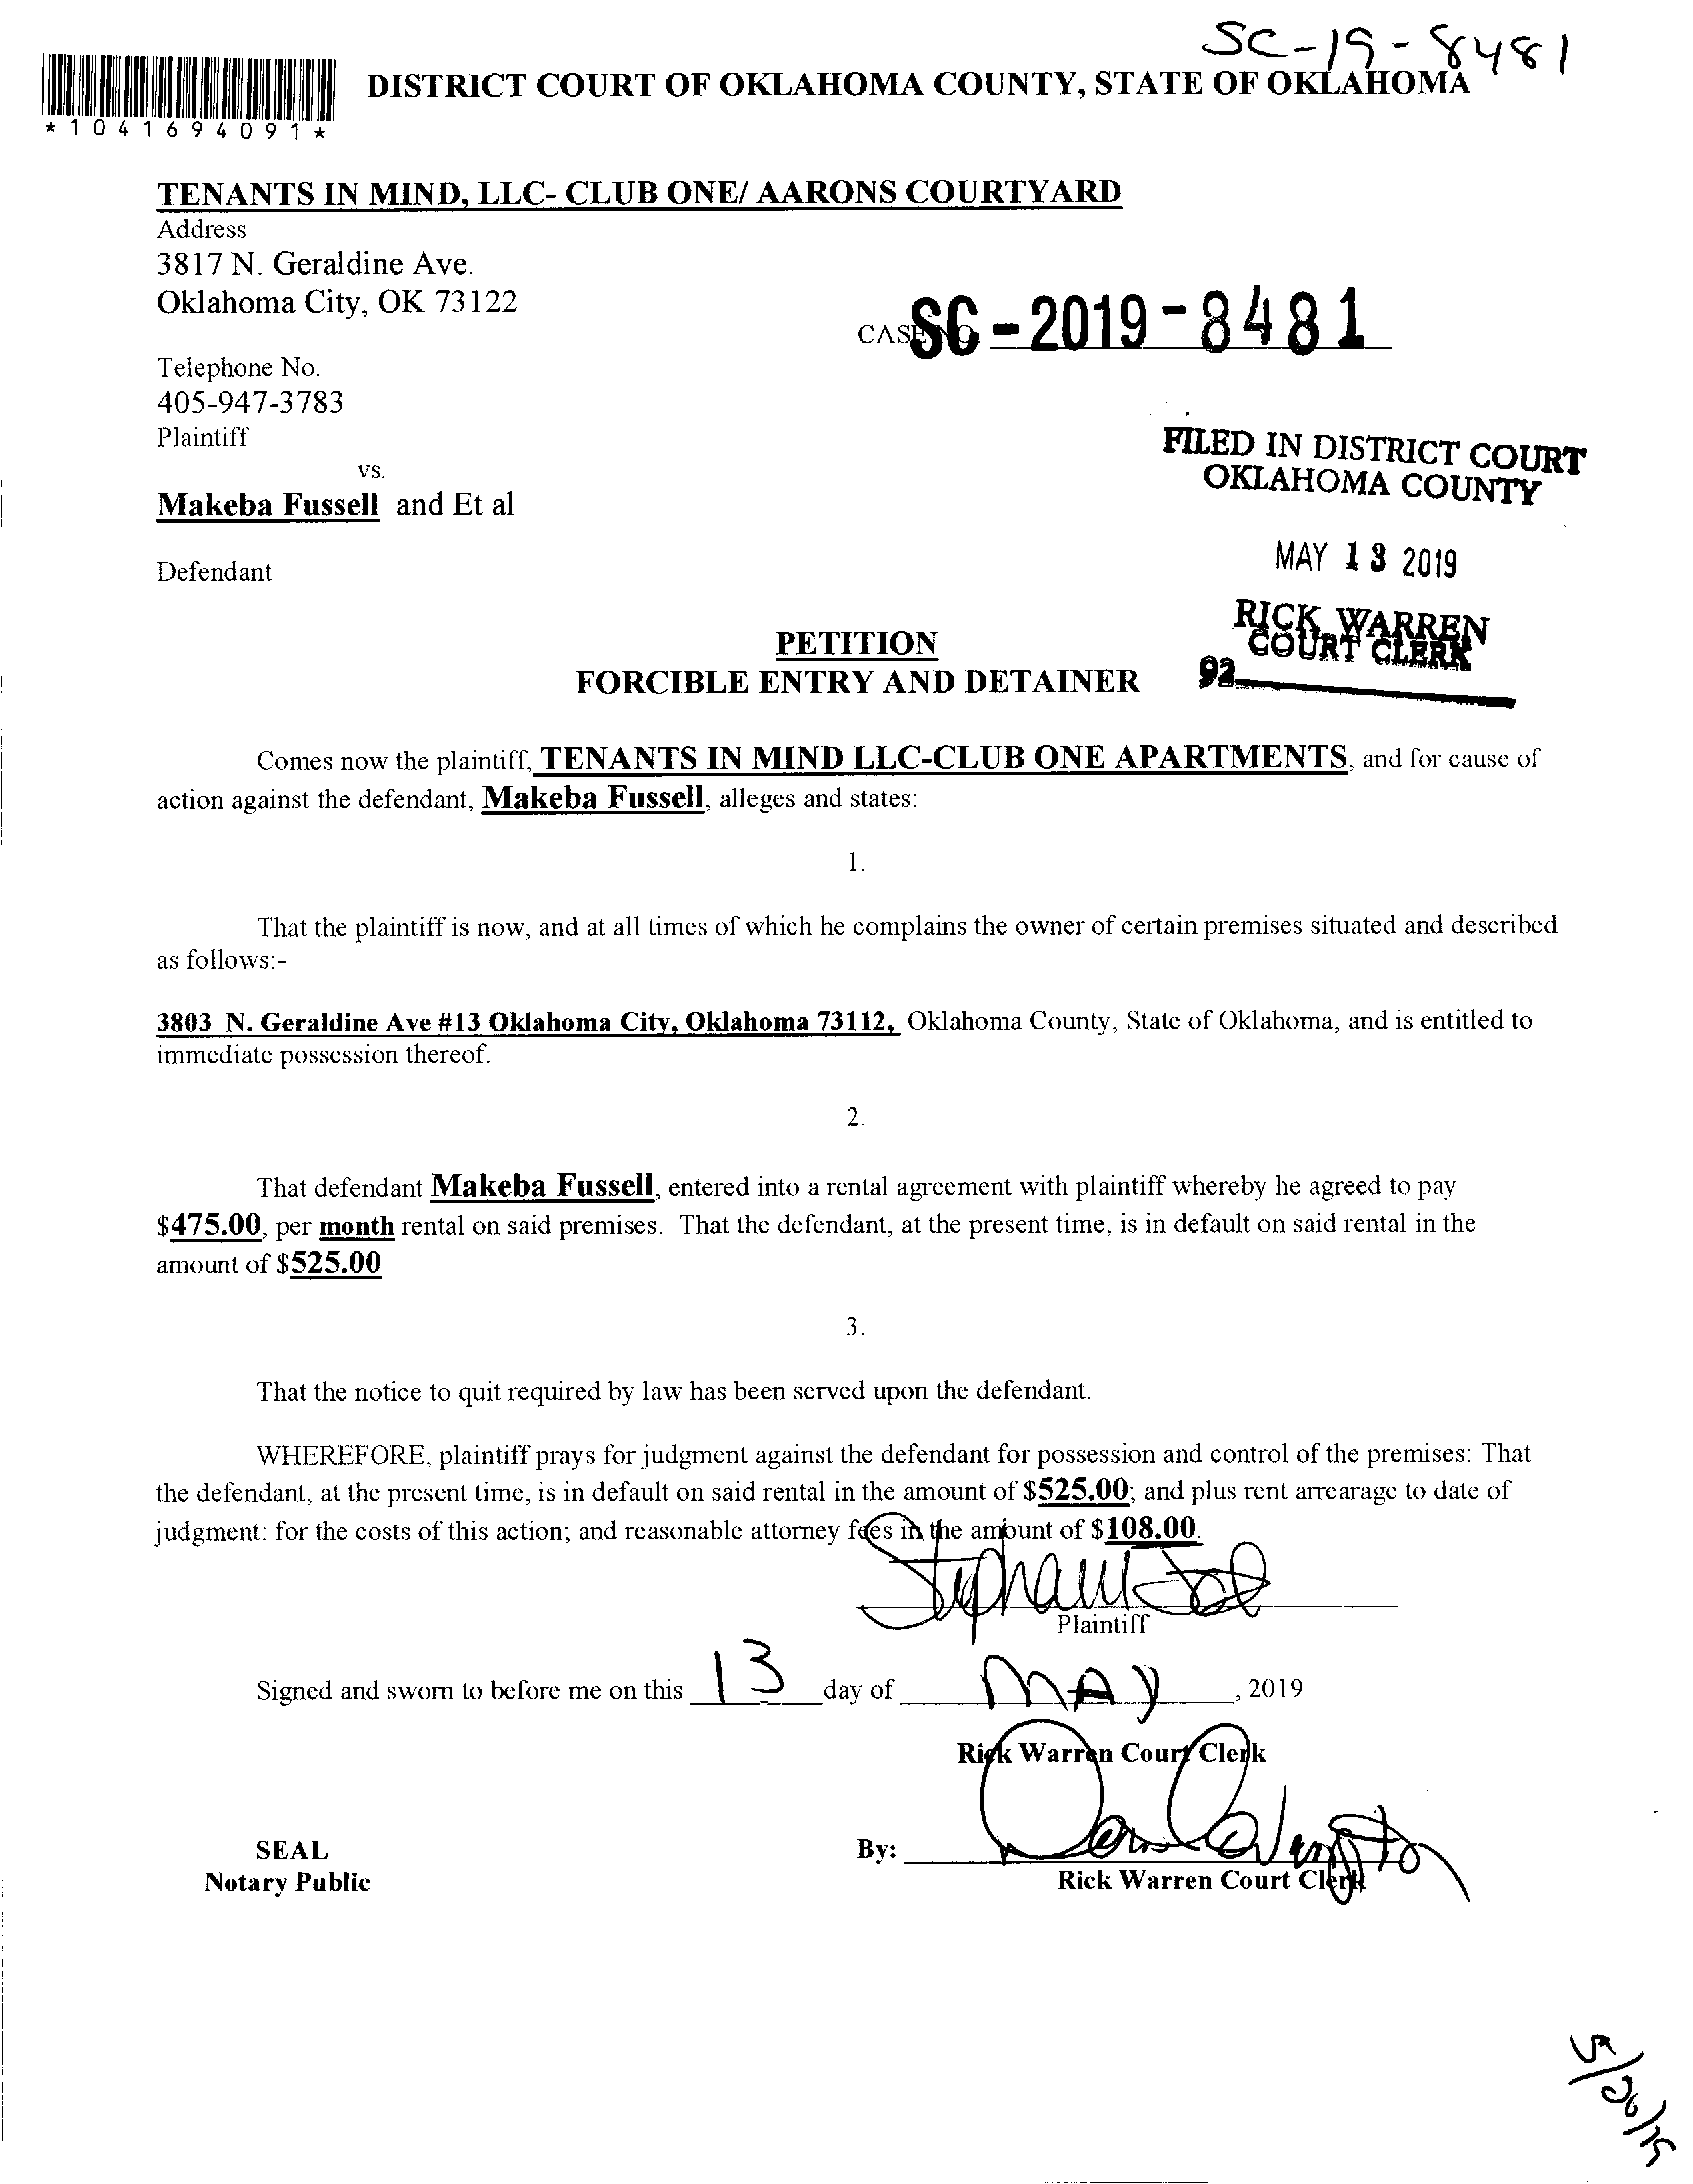 SC-19-8481
*1041694091*
DISTRICT COURT OF OKLAHOMA COUNTY, STATE OF OKLAHOMA
TENANTS IN MIND, LLC- CLUB ONE/ AARONS COURTYARD
Address
3817 N. Geraldine Ave.
Oklahoma City, OK 73122
CASE NO. SC-2019-8481
Telephone No.
405-947-3783
Plaintiff
vs.
Makeba Fussell and Et al
Defendant
FILED IN DISTRICT COURT
OKLAHOMA COUNTY
MAY 13 2019
RICK WARREN
COURT CLERK
92
PETITION
FORCIBLE ENTRY AND DETAINER
Comes now the plaintiff, TENANTS IN MIND LLC-CLUB ONE APARTMENTS, and for cause of
action against the defendant, Makeba Fussell, alleges and states:
1.
That the plaintiff is now, and at all times of which he complains the owner of certain premises situated and described
as follows:-
3803 N. Geraldine Ave #13 Oklahoma City, Oklahoma 73112, Oklahoma County, State of Oklahoma, and is entitled to
immediate possession thereof.
2.
That defendant Makeba Fussell, entered into a rental agreement with plaintiff whereby he agreed to pay
$475.00, per month rental on said premises. That the defendant, at the present time, is in default on said rental in the
amount of $525.00
3.
That the notice to quit required by law has been served upon the defendant.
WHEREFORE, plaintiff prays for judgment against the defendant for possession and control of the premises: That
the defendant, at the present time, is in default on said rental in the amount of $525.00; and plus rent arrearage to date of
judgment: for the costs of this action; and reasonable attorney fees in the amount of $108.00.
Plaintiff
Signed and sworn to before me on this 13 day of MAY, 2019
Rick Warren Court Clerk
SEAL
Notary Public
By:
Rick Warren Court Clerk